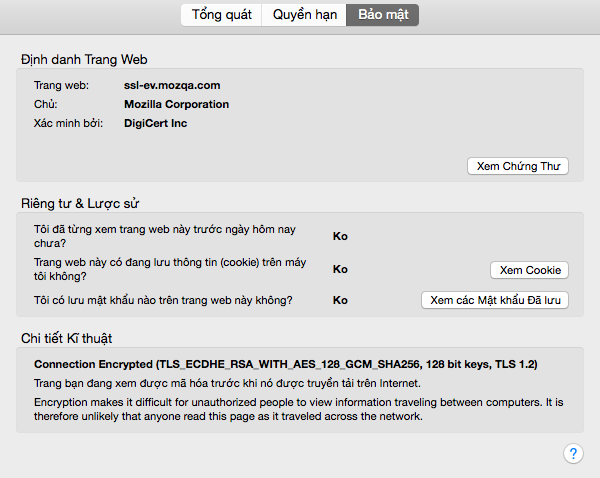 Tổng quát Quyền hạn Bảo mật
Định danh Trang Web
Trang web: ssl-ev.mozqa.com
Chủ: Mozilla Corporation
Xác minh bởi: DigiCert Inc
Xem Chứng Thư
Riêng tư & Lược sử
Tôi đã từng xem trang web này trước ngày hôm nay
chưa?
Ko
Trang web này có đang lưu thông tin (cookie) trên máy
tôi không?
Ko Xem Cookie
Tôi có lưu mật khẩu nào trên trang web này không? Ko Xem các Mật khẩu Đã lưu
Chi tiết Kĩ thuật
Connection Encrypted (TLS_ECDHE_RSA_WITH_AES_128_GCM_SHA256, 128 bit keys, TLS 1.2)
Trang bạn đang xem được mã hóa trước khi nó được truyền tải trên Internet.
Encryption makes it difficult for unauthorized people to view information traveling between computers. It is
therefore unlikely that anyone read this page as it traveled across the network.
?